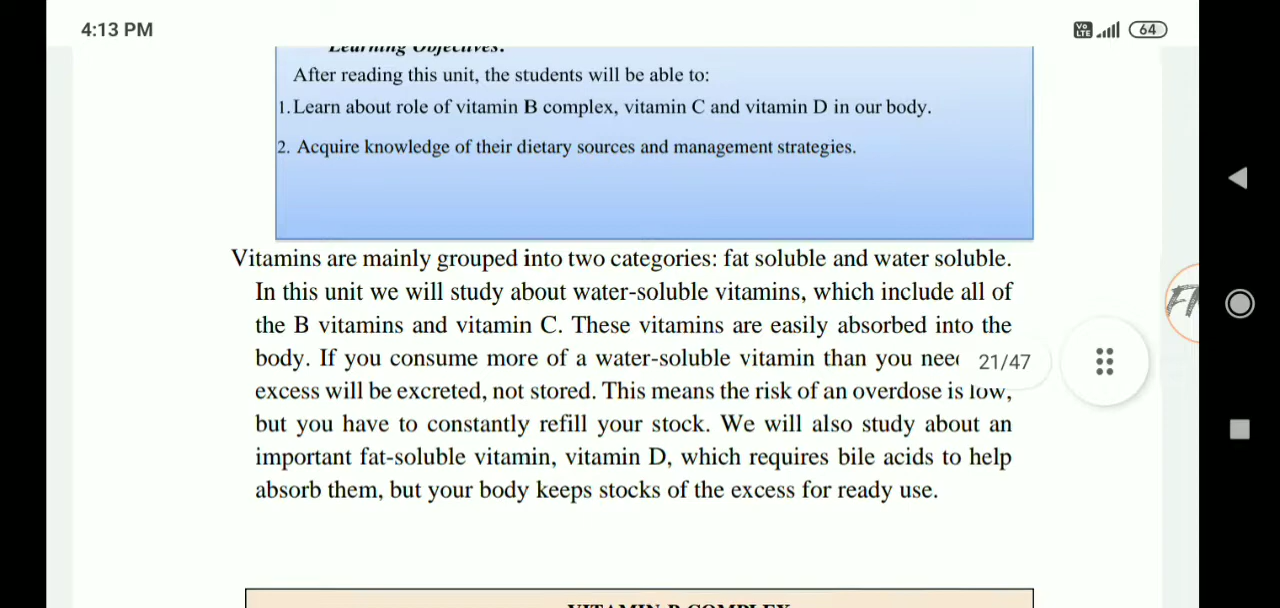 4:13 PM
Vo LTE
64
Learning Objectives:
After reading this unit, the students will be able to:
1. Learn about role of vitamin B complex, vitamin C and vitamin D in our body.
2. Acquire knowledge of their dietary sources and management strategies.
Vitamins are mainly grouped into two categories: fat soluble and water soluble.
In this unit we will study about water-soluble vitamins, which include all of
the B vitamins and vitamin C. These vitamins are easily absorbed into the
body. If you consume more of a water-soluble vitamin than you
21/47
excess will be excreted, not stored. This means the risk of an overdose is low,
but you have to constantly refill your stock. We will also study about an
important fat-soluble vitamin, vitamin D, which requires bile acids to help
absorb them, but your body keeps stocks of the excess for ready use.
VITAMIN B COMPLEX